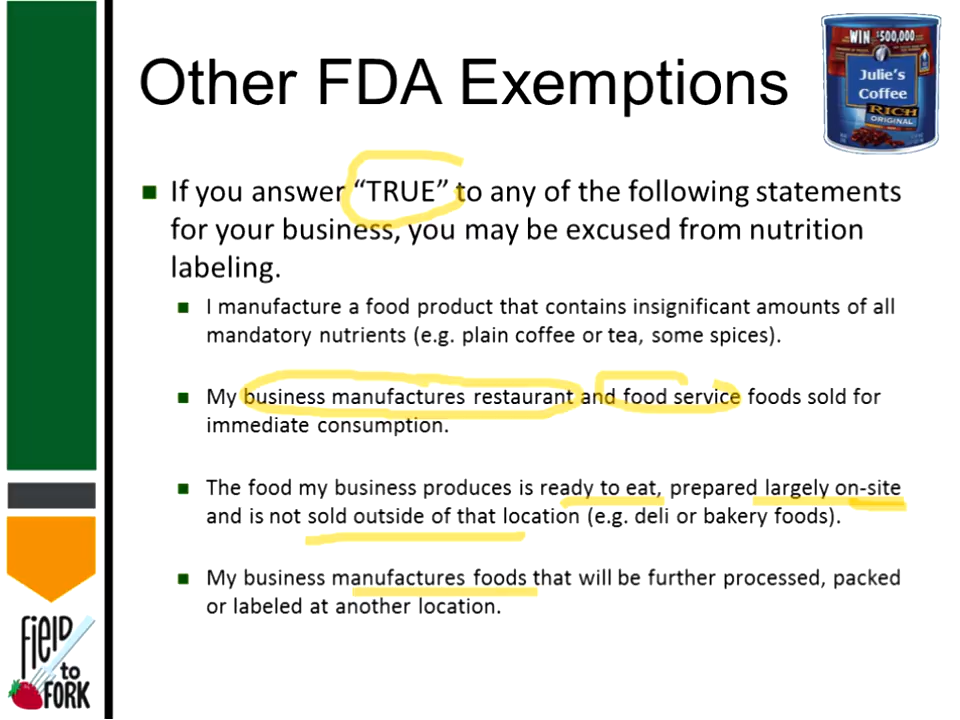 WIN $500,000
Julie's
Coffee
RICH
ORIGINAL
Other FDA Exemptions
If you answer “TRUE” to any of the following statements
for your business, you may be excused from nutrition
labeling.
I manufacture a food product that contains insignificant amounts of all
mandatory nutrients (e.g. plain coffee or tea, some spices).
My business manufactures restaurant and food service foods sold for
immediate consumption.
The food my business produces is ready to eat, prepared largely on-site
and is not sold outside of that location (e.g. deli or bakery foods).
My business manufactures foods that will be further processed, packed
or labeled at another location.
FIELD
to
FORK